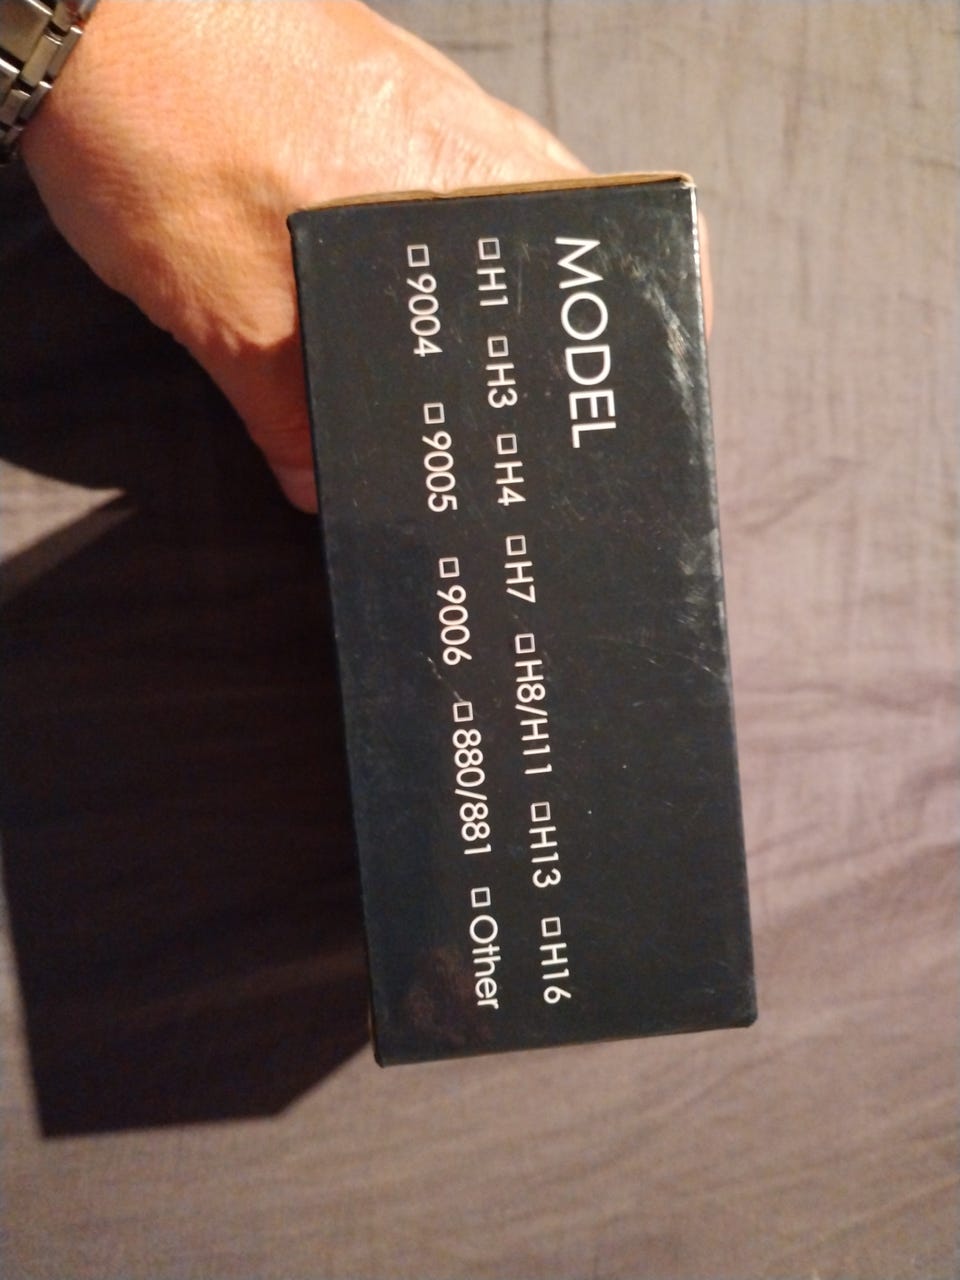 MODEL
□H1 □H3 □H4 □H7 □H8/H11 □H13 □H16
□9004 □9005 □9006 □880/881 □Other